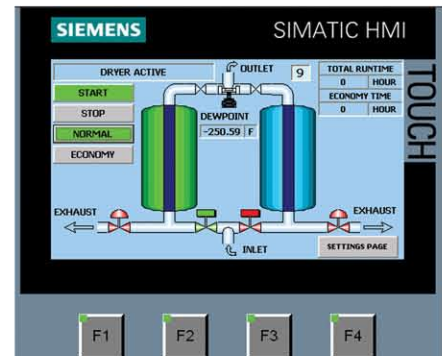 SIEMENS
SIMATIC HMI
TOUCH
DRYER ACTIVE
OUTLET
9
TOTAL RUNTIME
0 HOUR
ECONOMY TIME
0 HOUR
START
STOP
NORMAL
ECONOMY
DEWPOINT
-250.59 F
EXHAUST
EXHAUST
INLET
SETTINGS PAGE
F1
F2
F3
F4